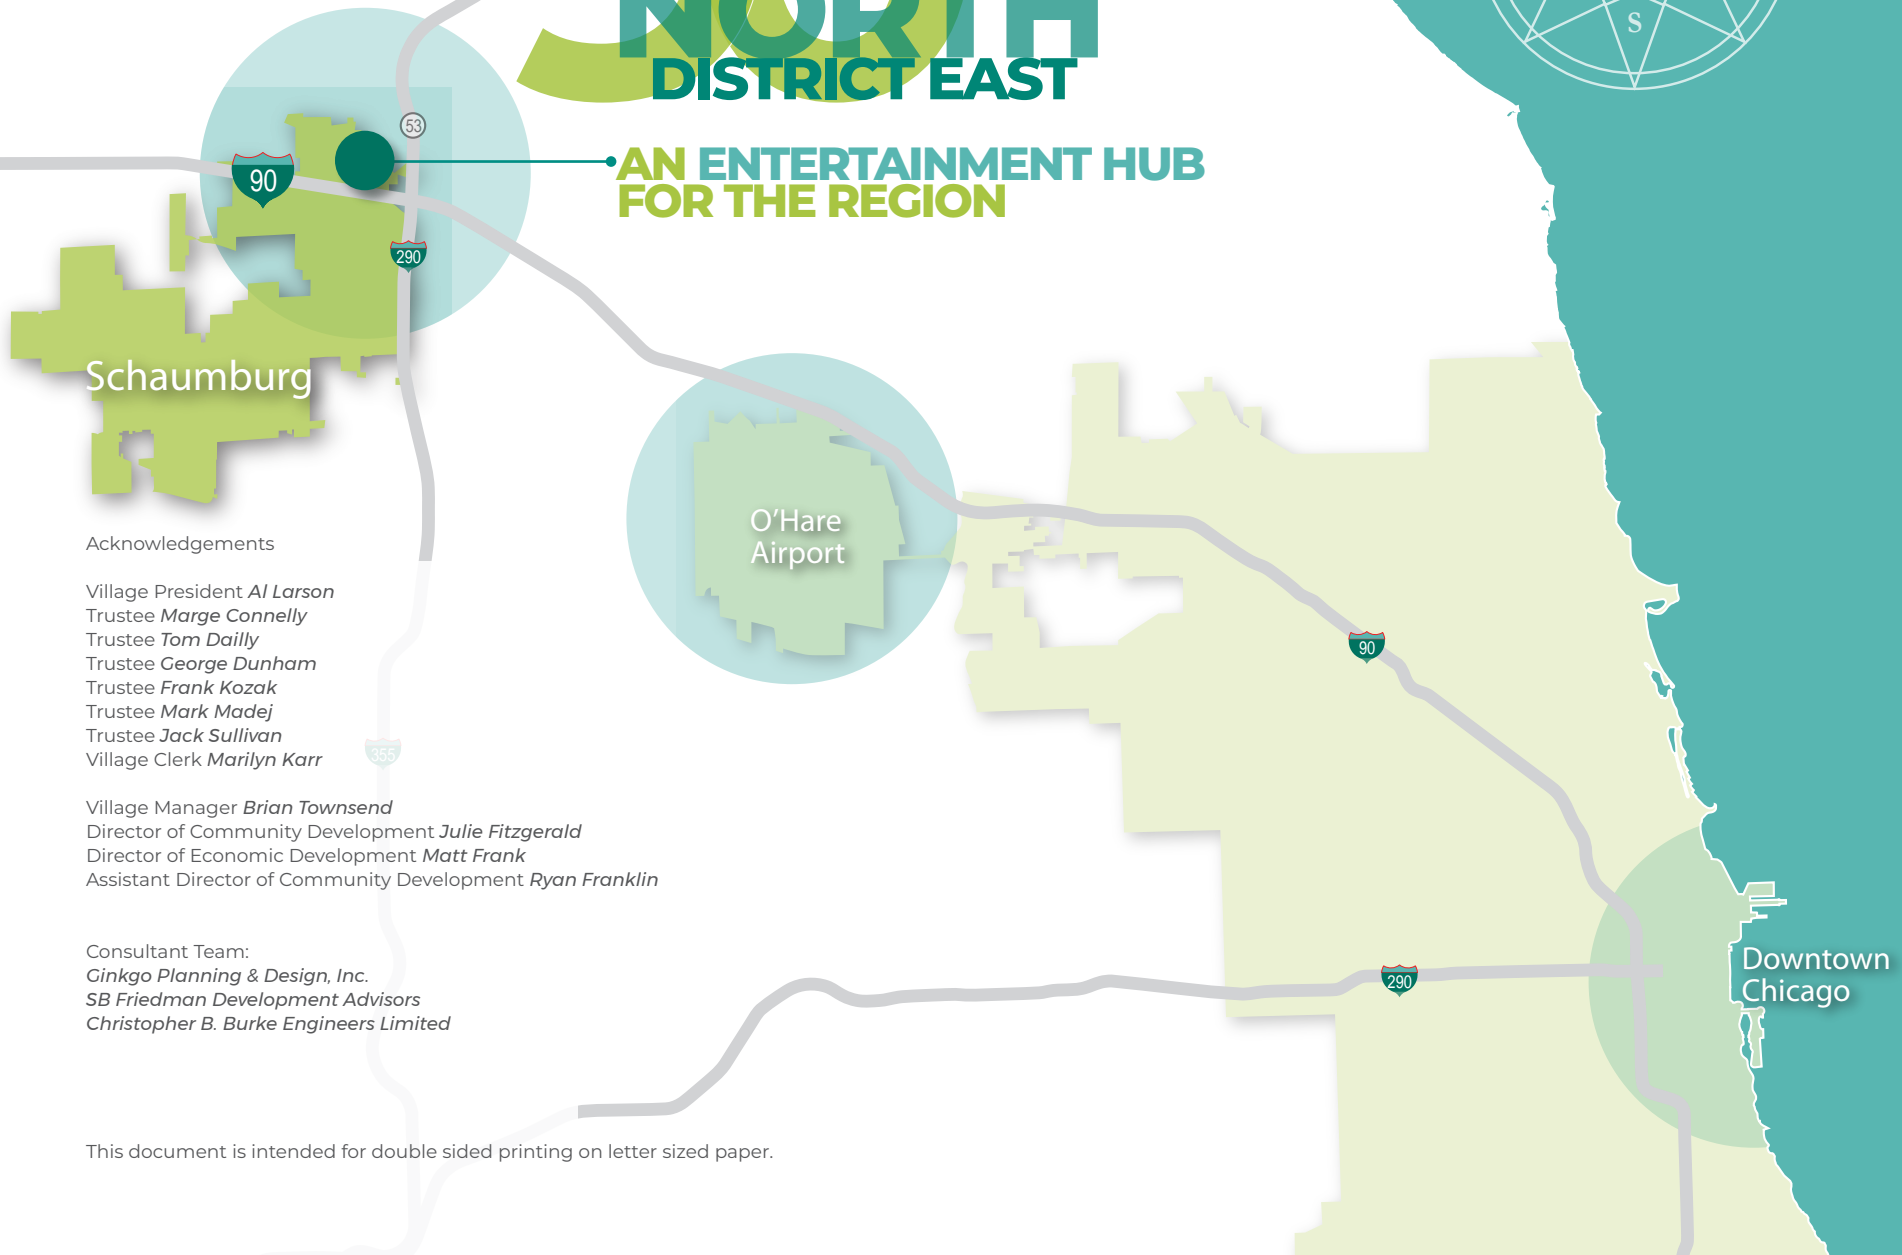 NORTH
DISTRICT EAST
S
53
AN ENTERTAINMENT HUB
FOR THE REGION
90
290
Schaumburg
O'Hare
Airport
Acknowledgements
Village President Al Larson
Trustee Marge Connelly
Trustee Tom Dailly
Trustee George Dunham
Trustee Frank Kozak
Trustee Mark Madej
Trustee Jack Sullivan
Village Clerk Marilyn Karr
355
90
Village Manager Brian Townsend
Director of Community Development Julie Fitzgerald
Director of Economic Development Matt Frank
Assistant Director of Community Development Ryan Franklin
Consultant Team:
Ginkgo Planning & Design, Inc.
SB Friedman Development Advisors
Christopher B. Burke Engineers Limited
290
Downtown
Chicago
This document is intended for double sided printing on letter sized paper.